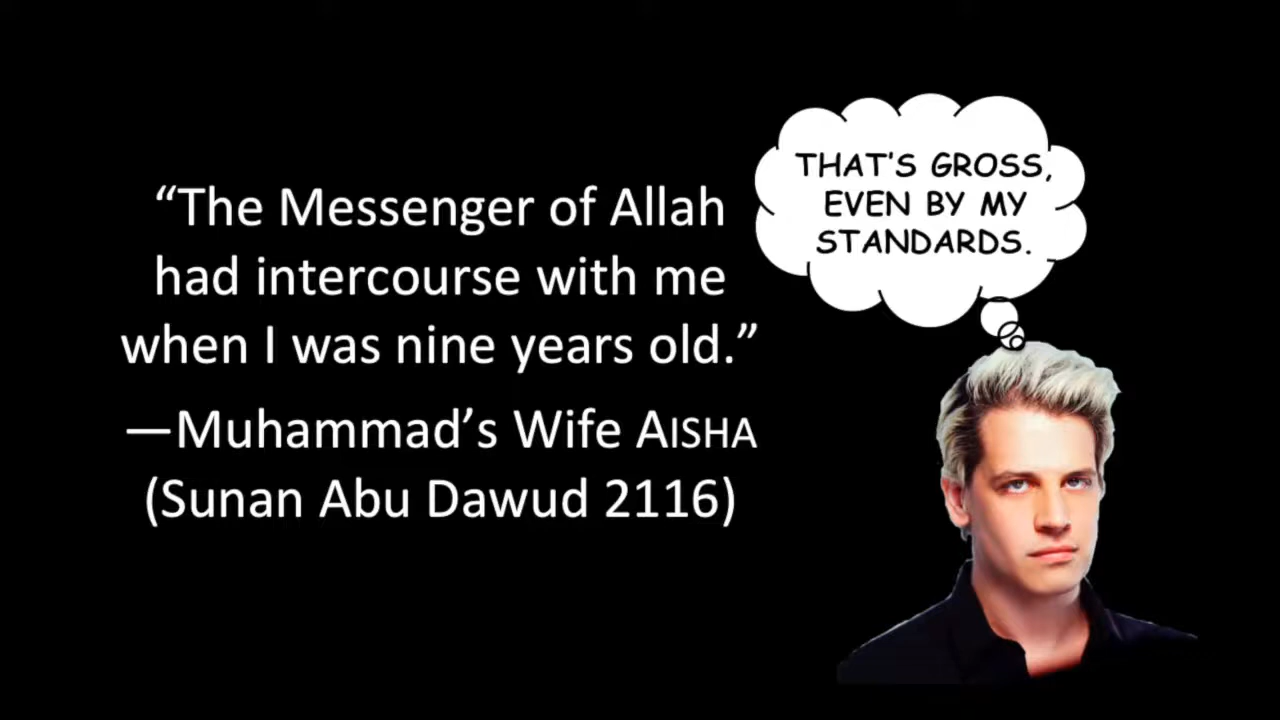 “The Messenger of Allah
had intercourse with me
when I was nine years old.”
—Muhammad’s Wife AISHA
(Sunan Abu Dawud 2116)
THAT'S GROSS,
EVEN BY MY
STANDARDS.